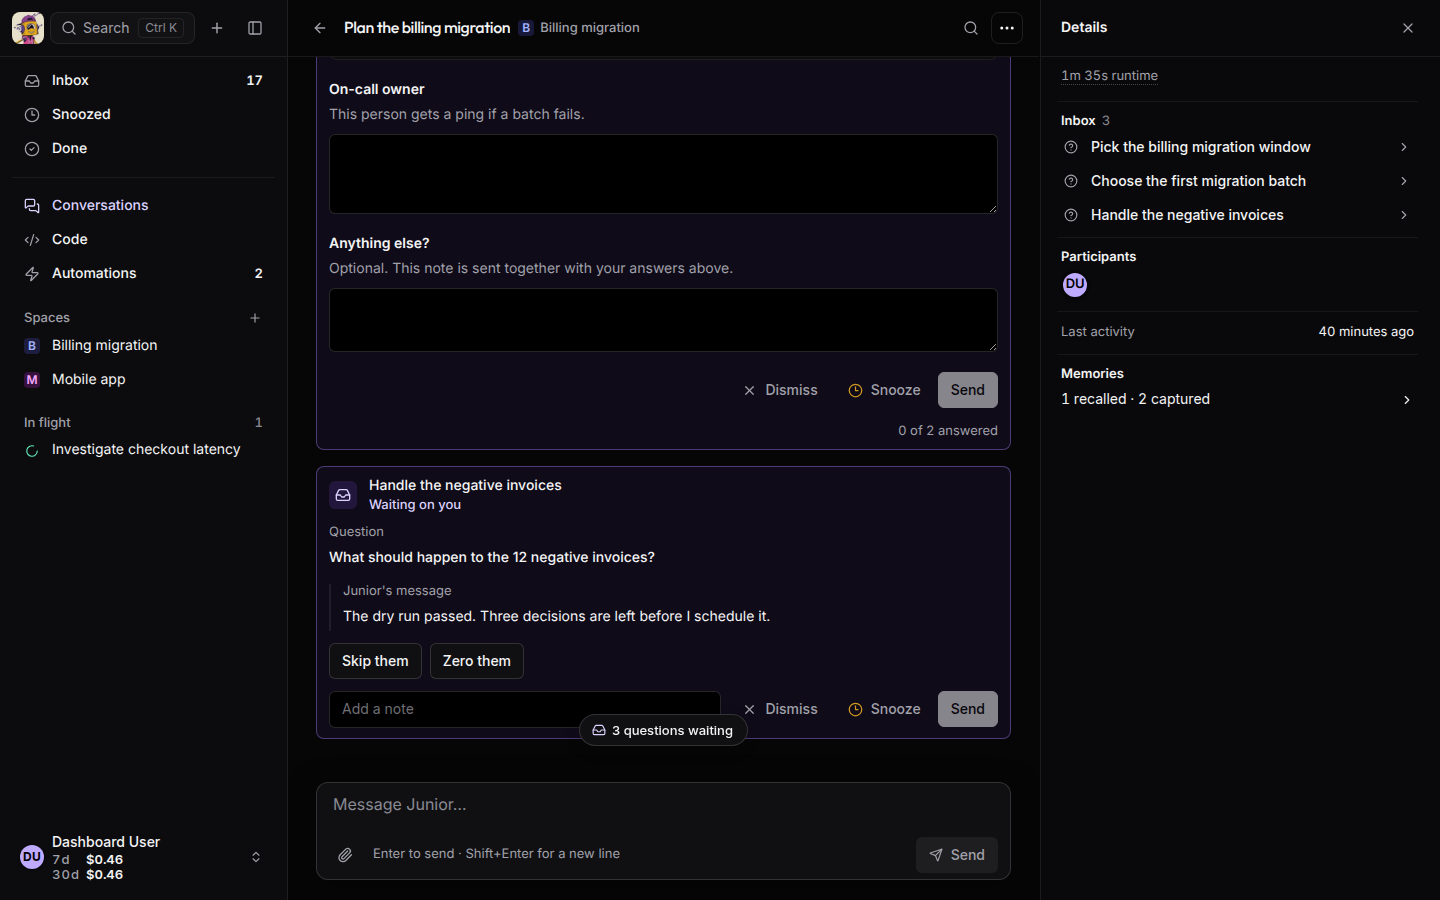 Search
Ctrl K
Inbox
17
Snoozed
Done
Conversations
Code
Automations
2
Spaces
B
Billing migration
M
Mobile app
In flight
1
Investigate checkout latency
DU
Dashboard User
7d $0.46
30d $0.46
Plan the billing migration
B
Billing migration
On-call owner
This person gets a ping if a batch fails.
Anything else?
Optional. This note is sent together with your answers above.
Dismiss
Snooze
Send
0 of 2 answered
Handle the negative invoices
Waiting on you
Question
What should happen to the 12 negative invoices?
Junior's message
The dry run passed. Three decisions are left before I schedule it.
Skip them
Zero them
Add a note
Dismiss
Snooze
Send
3 questions waiting
Message Junior...
Enter to send · Shift+Enter for a new line
Send
Details
1m 35s runtime
Inbox 3
Pick the billing migration window
Choose the first migration batch
Handle the negative invoices
Participants
DU
Last activity
40 minutes ago
Memories
1 recalled · 2 captured